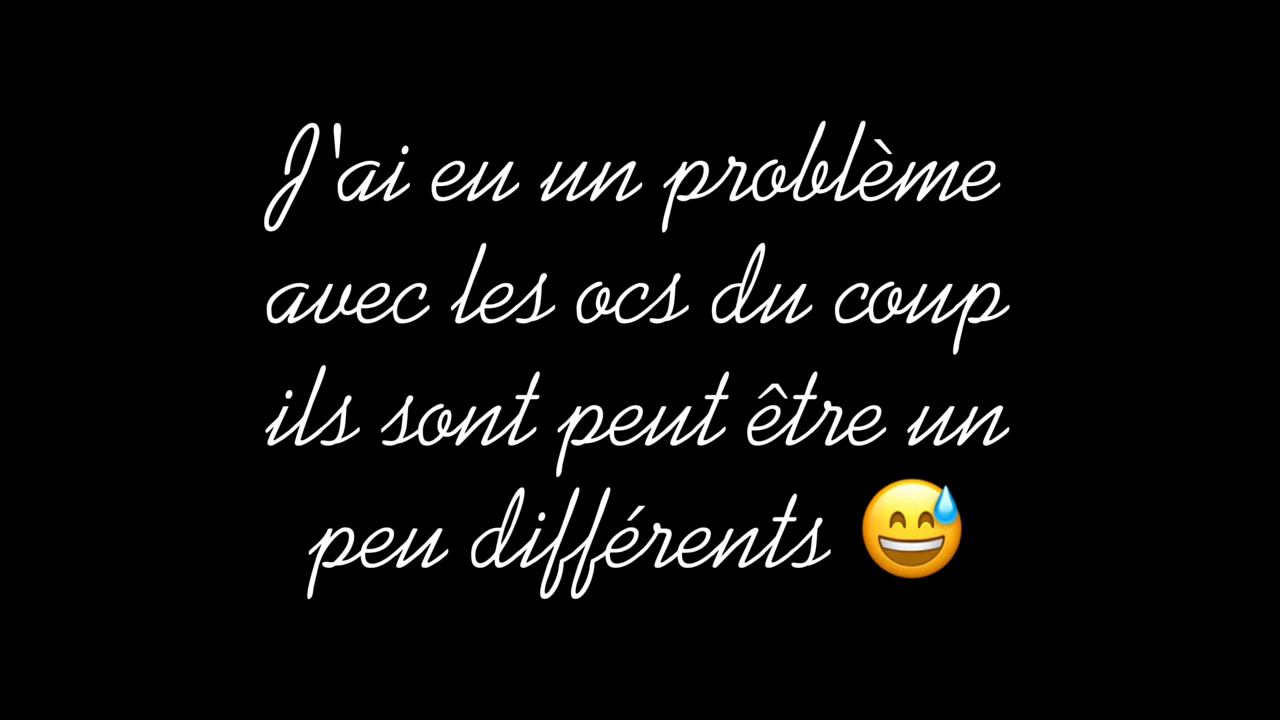 J'ai eu un problème
avec les ocs du coup
ils sont peut être un
peu différents 😅